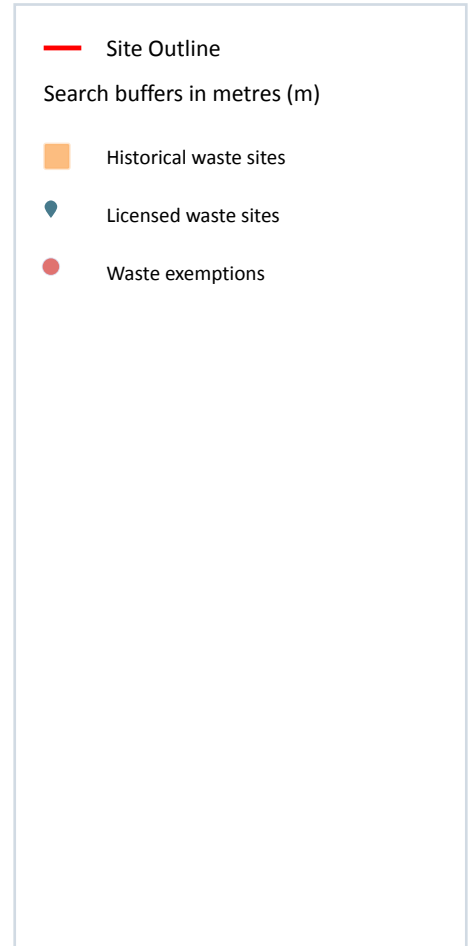 Site Outline
Search buffers in metres (m)
Historical waste sites
Licensed waste sites
Waste exemptions